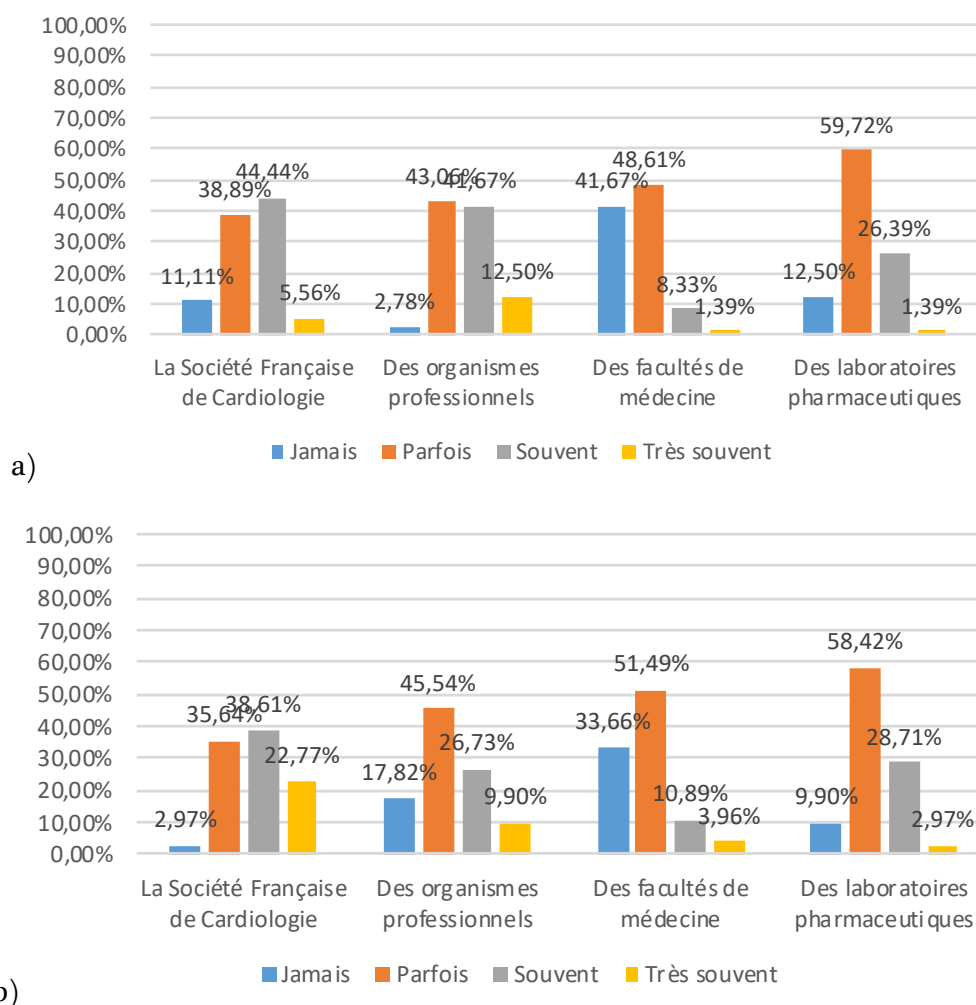 100,00%
90,00%
80,00%
70,00%
60,00%
50,00%
40,00%
30,00%
20,00%
10,00%
0,00%
11,11%
38,89%
44,44%
5,56%
2,78%
43,06%
41,67%
12,50%
41,67%
48,61%
8,33%
1,39%
12,50%
59,72%
26,39%
1,39%
La Société Française
de Cardiologie
Des organismes
professionnels
Des facultés de
médecine
Des laboratoires
pharmaceutiques
Jamais Parfois Souvent Très souvent
a)
100,00%
90,00%
80,00%
70,00%
60,00%
50,00%
40,00%
30,00%
20,00%
10,00%
0,00%
2,97%
35,64%
38,61%
22,77%
17,82%
45,54%
26,73%
9,90%
33,66%
51,49%
10,89%
3,96%
9,90%
58,42%
28,71%
2,97%
La Société Française
de Cardiologie
Des organismes
professionnels
Des facultés de
médecine
Des laboratoires
pharmaceutiques
Jamais Parfois Souvent Très souvent
)